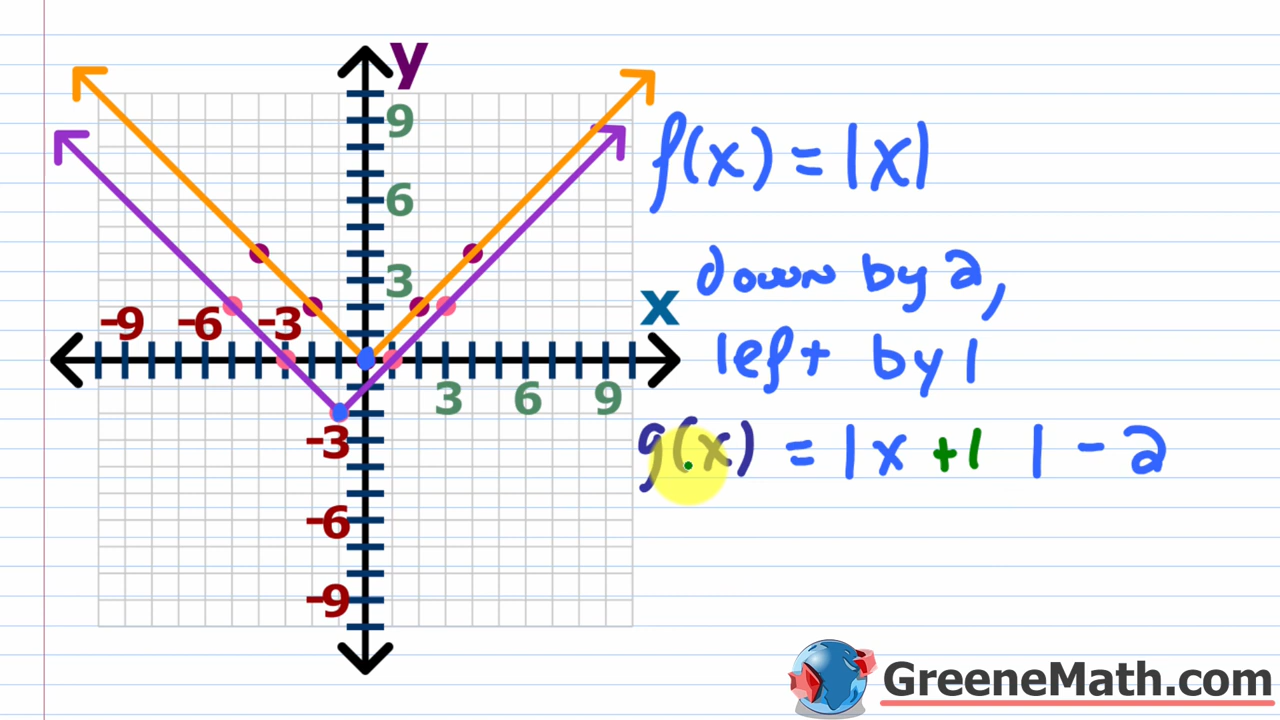 y
9
6
3
-9 -6 -3
x
3 6 9
-3
-6
-9
f(x) = |x|
down by 2,
left by 1
g(x) = |x +1 | - 2
GreeneMath.com